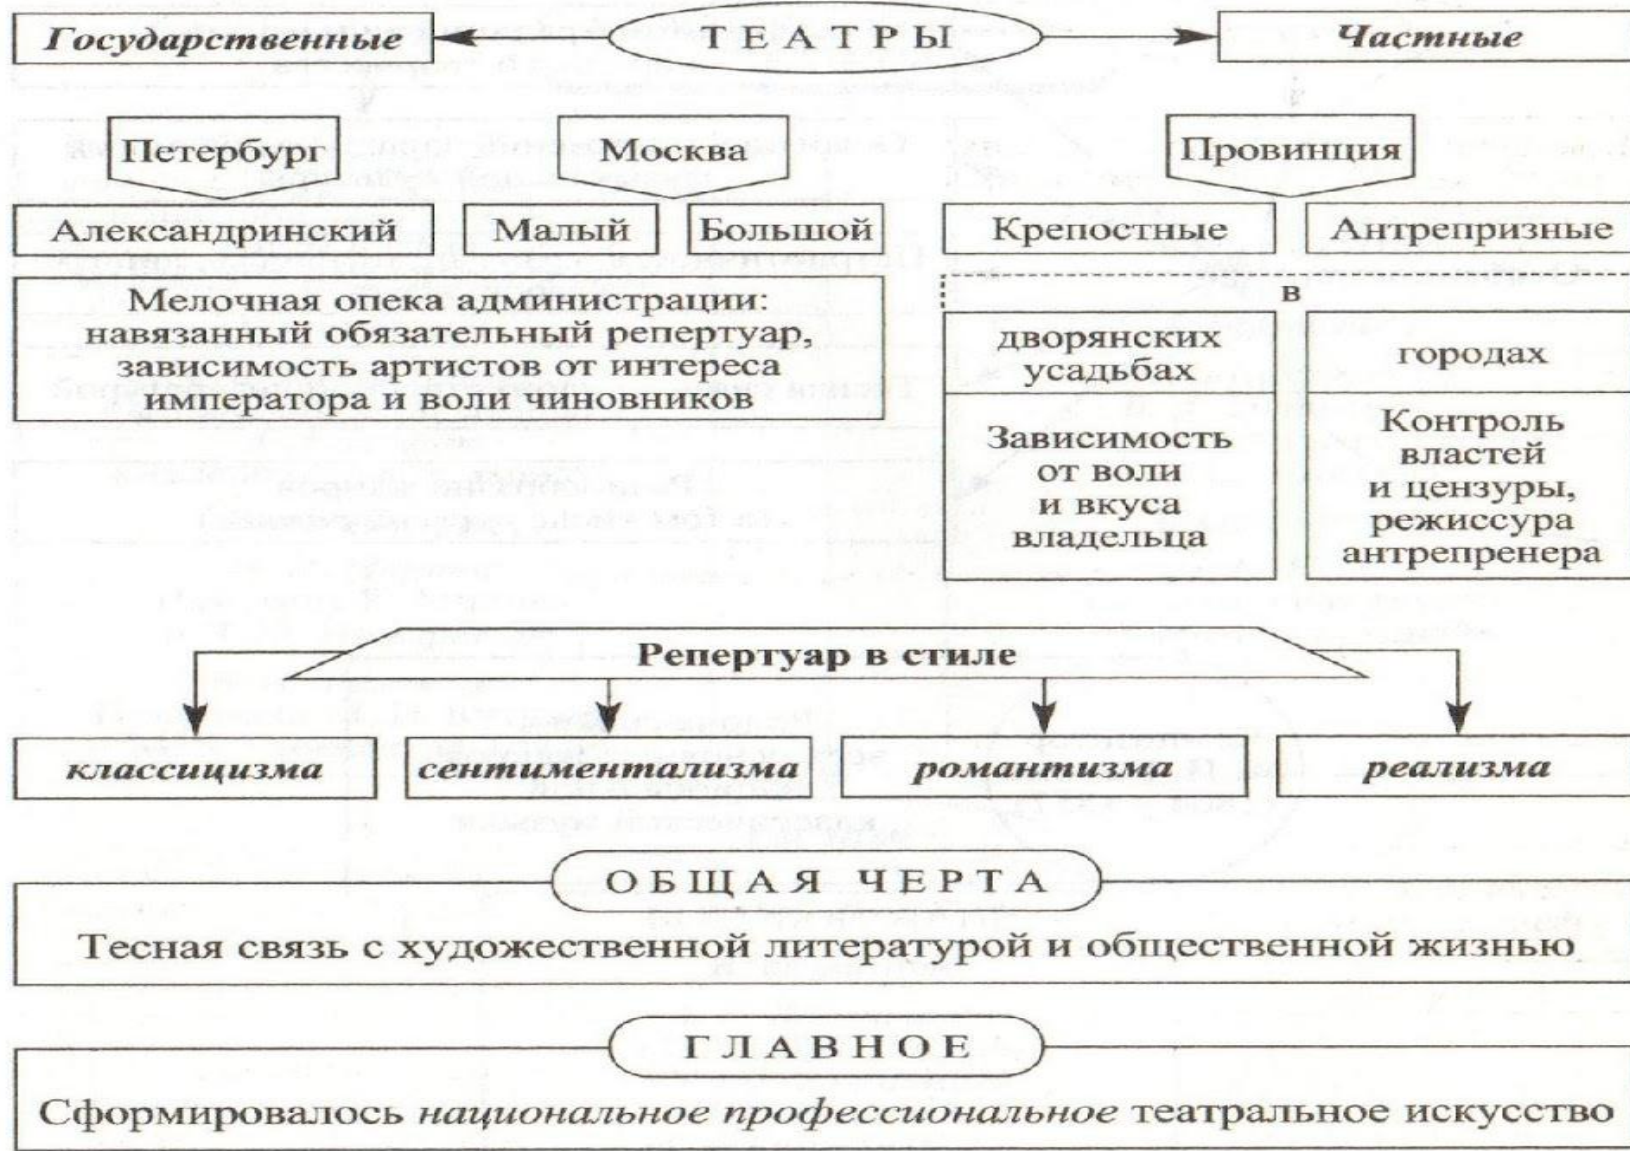 Государственные
ТЕАТРЫ
Частные
Петербург
Москва
Провинция
Александринский
Малый
Большой
Крепостные
Антрепризные
Мелочная опека администрации:
навязанный обязательный репертуар,
зависимость артистов от интереса
императора и воли чиновников
в
дворянских
усадьбах
городах
Зависимость
от воли
и вкуса
владельца
Контроль
властей
и цензуры,
режиссура
антрепренера
Репертуар в стиле
классицизма
сентиментализма
романтизма
реализма
ОБЩАЯ ЧЕРТА
Тесная связь с художественной литературой и общественной жизнью
ГЛАВНОЕ
Сформировалось национальное профессиональное театральное искусство